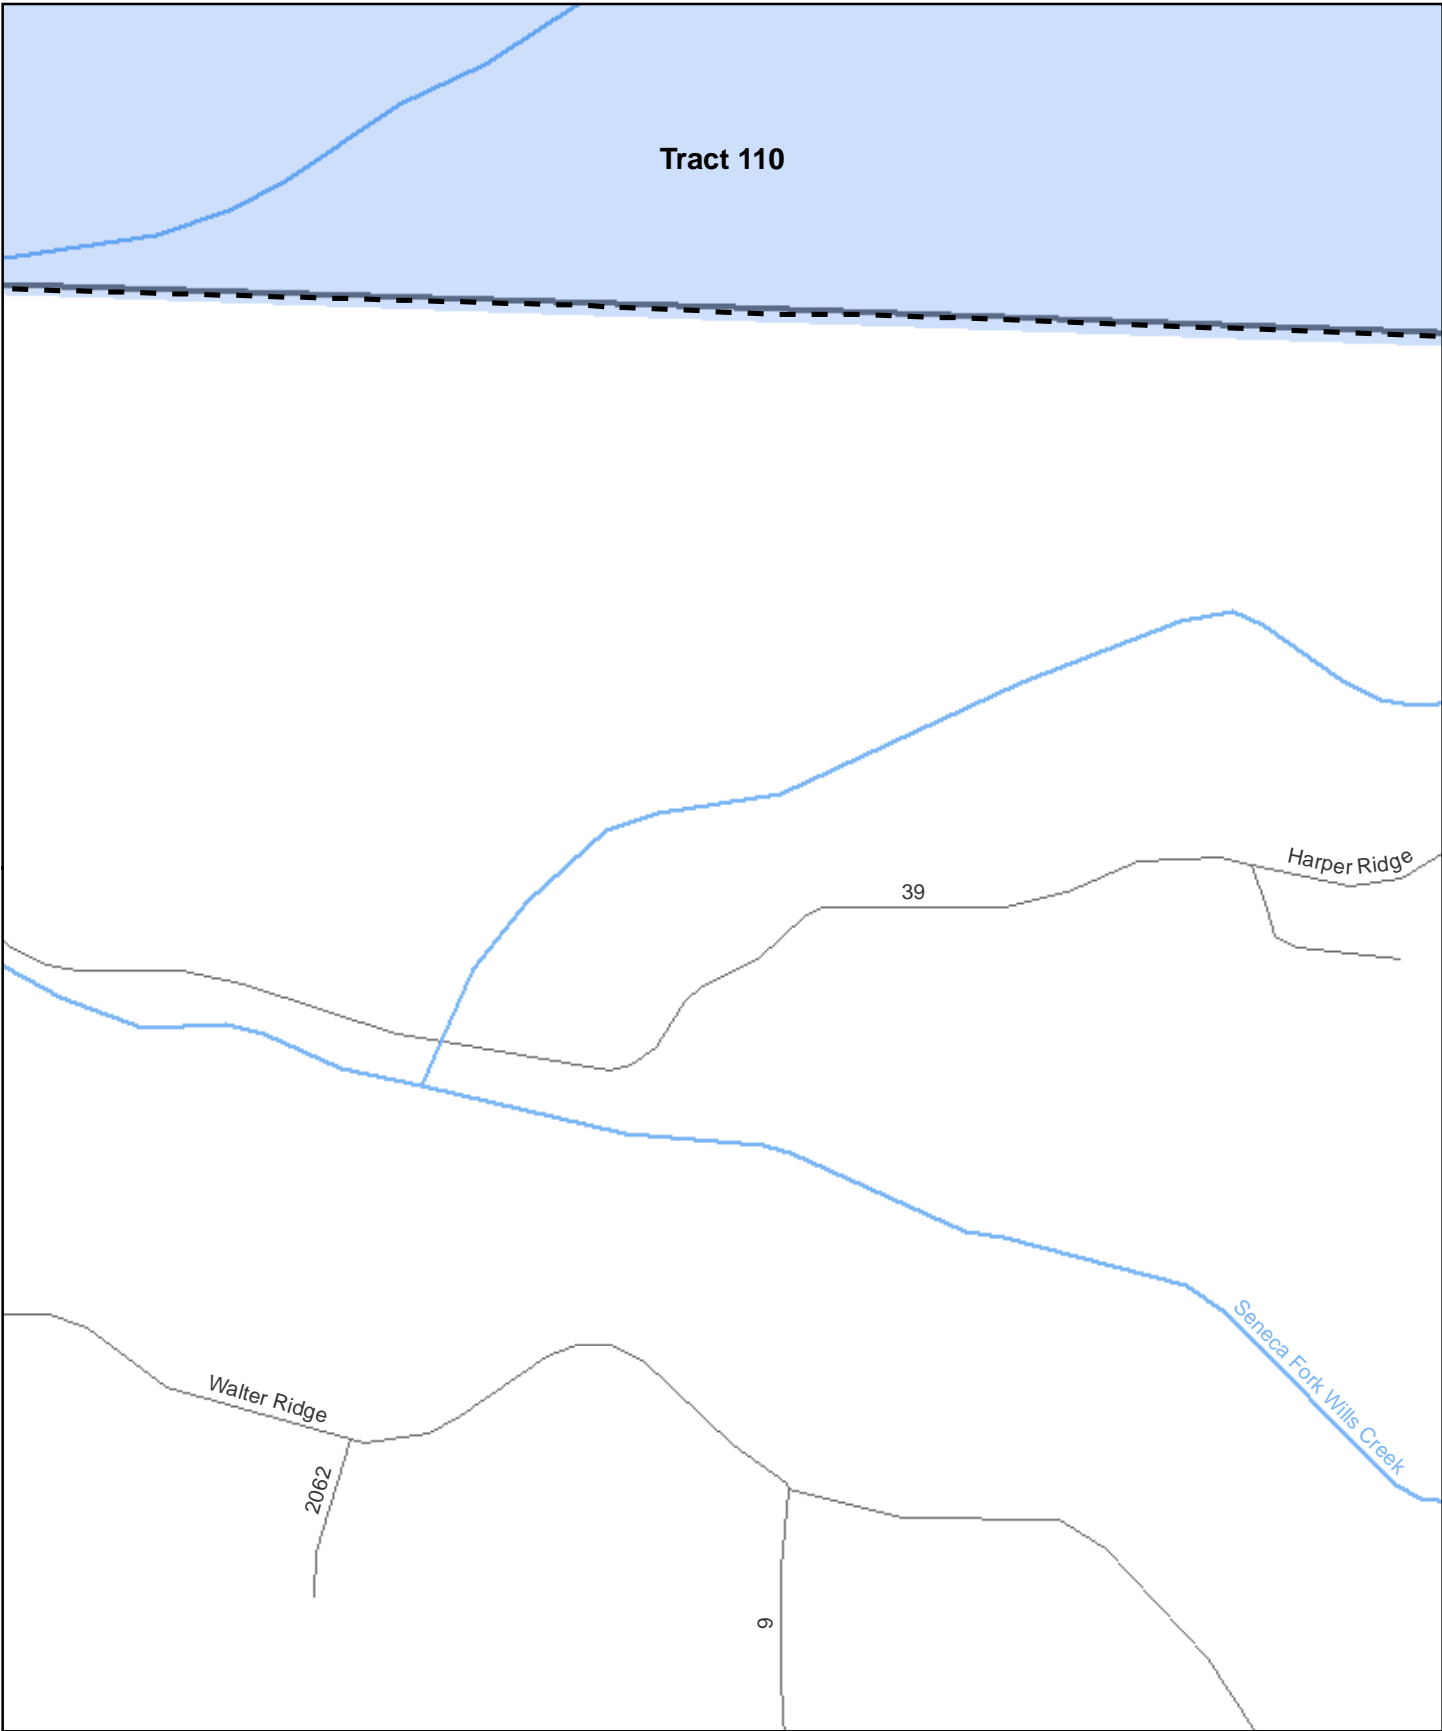 Tract 110
Harper Ridge
39
Seneca Fork Wills Creek
Walter Ridge
2062
9